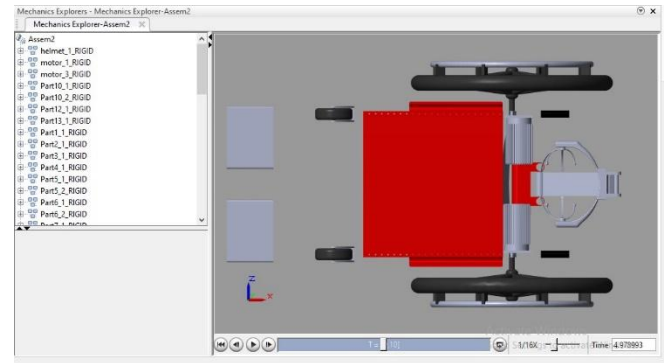 Mechanics Explorers - Mechanics Explorer-Assem2
Mechanics Explorer-Assem2
Assem2
helmet_1_RIGID
motor_1_RIGID
motor_3_RIGID
Part10_1_RIGID
Part10_2_RIGID
Part12_1_RIGID
Part13_1_RIGID
Part1_1_RIGID
Part2_1_RIGID
Part3_1_RIGID
Part4_1_RIGID
Part5_1_RIGID
Part5_2_RIGID
Part6_1_RIGID
Part6_2_RIGID
Part7_1_RIGID
Z
x
1/16X
Time 4.978993